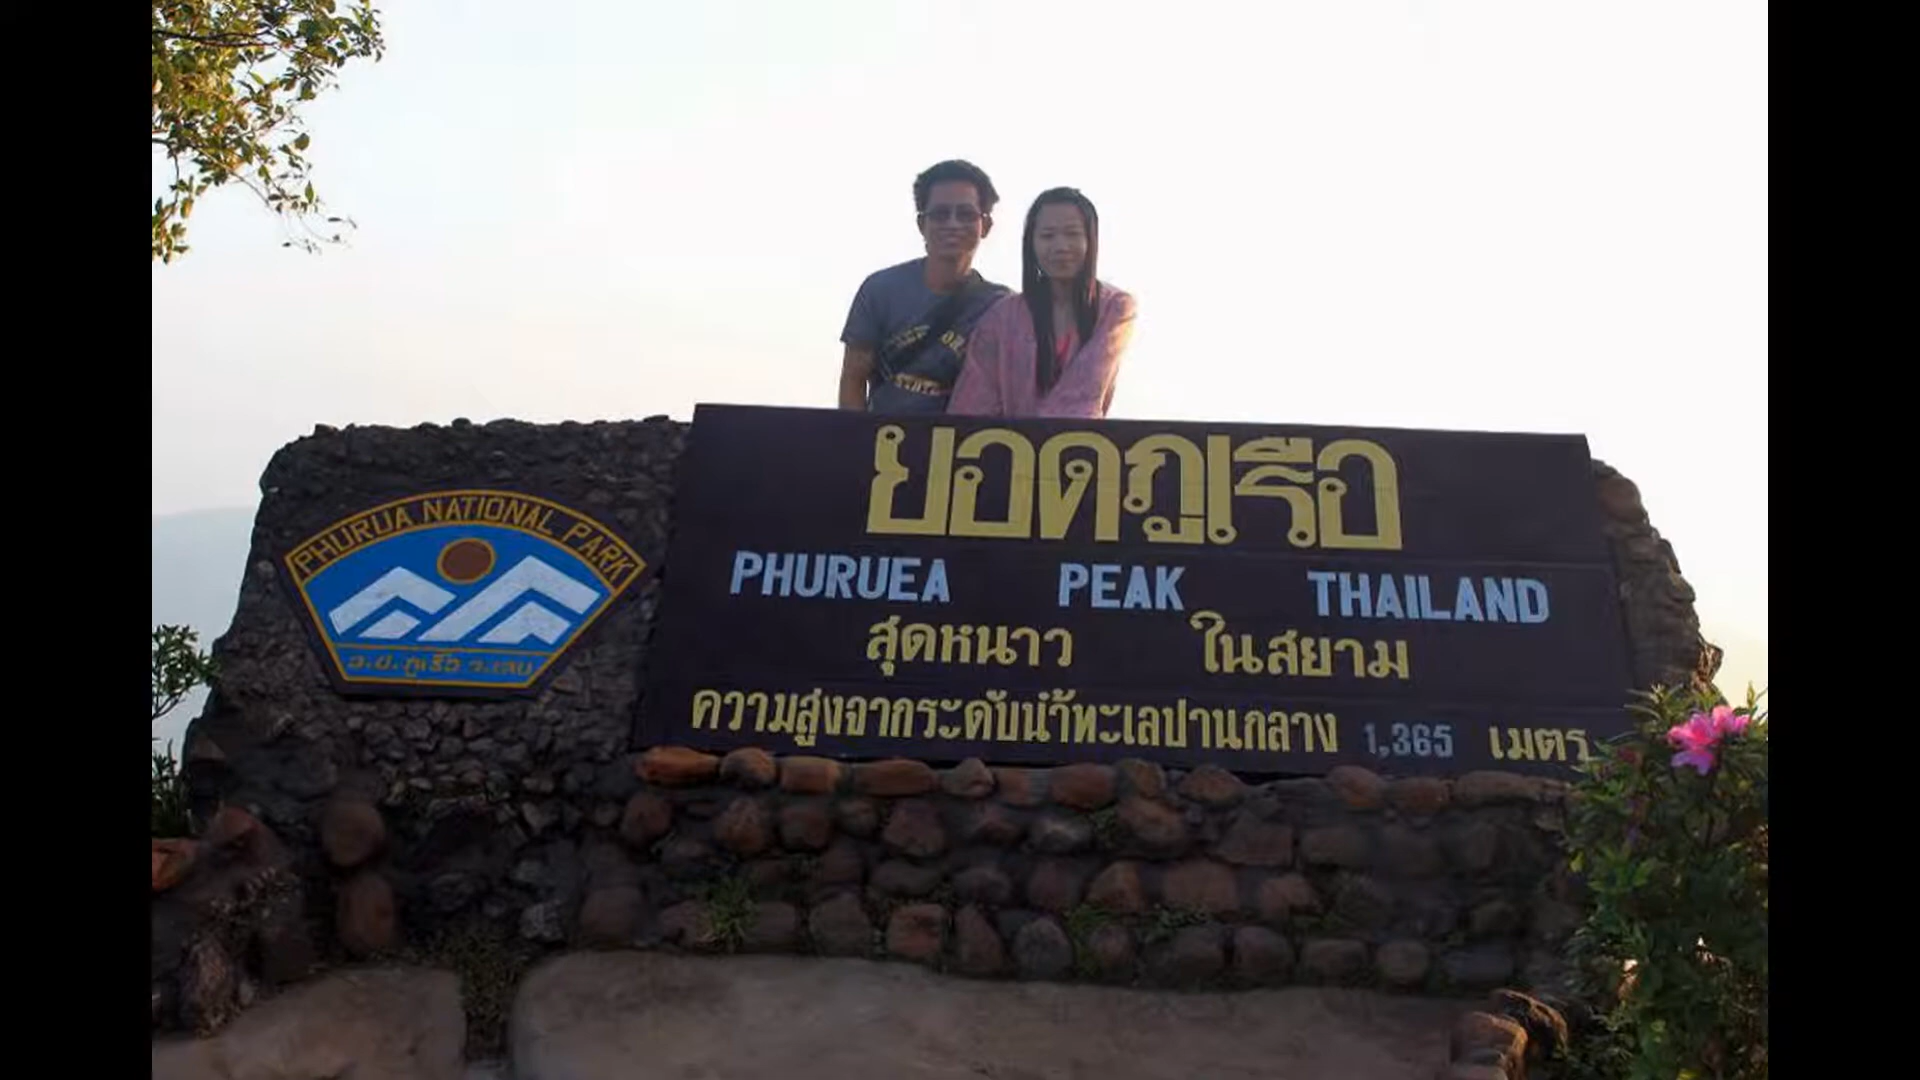 PHURUA NATIONAL PARK
อ.ช.ภูเรือ จ.เลย
ยอดภูเรือ
PHURUEA PEAK THAILAND
สุดหนาว ในสยาม
ความสูงจากระดับน้ำทะเลปานกลาง 1,365 เมตร